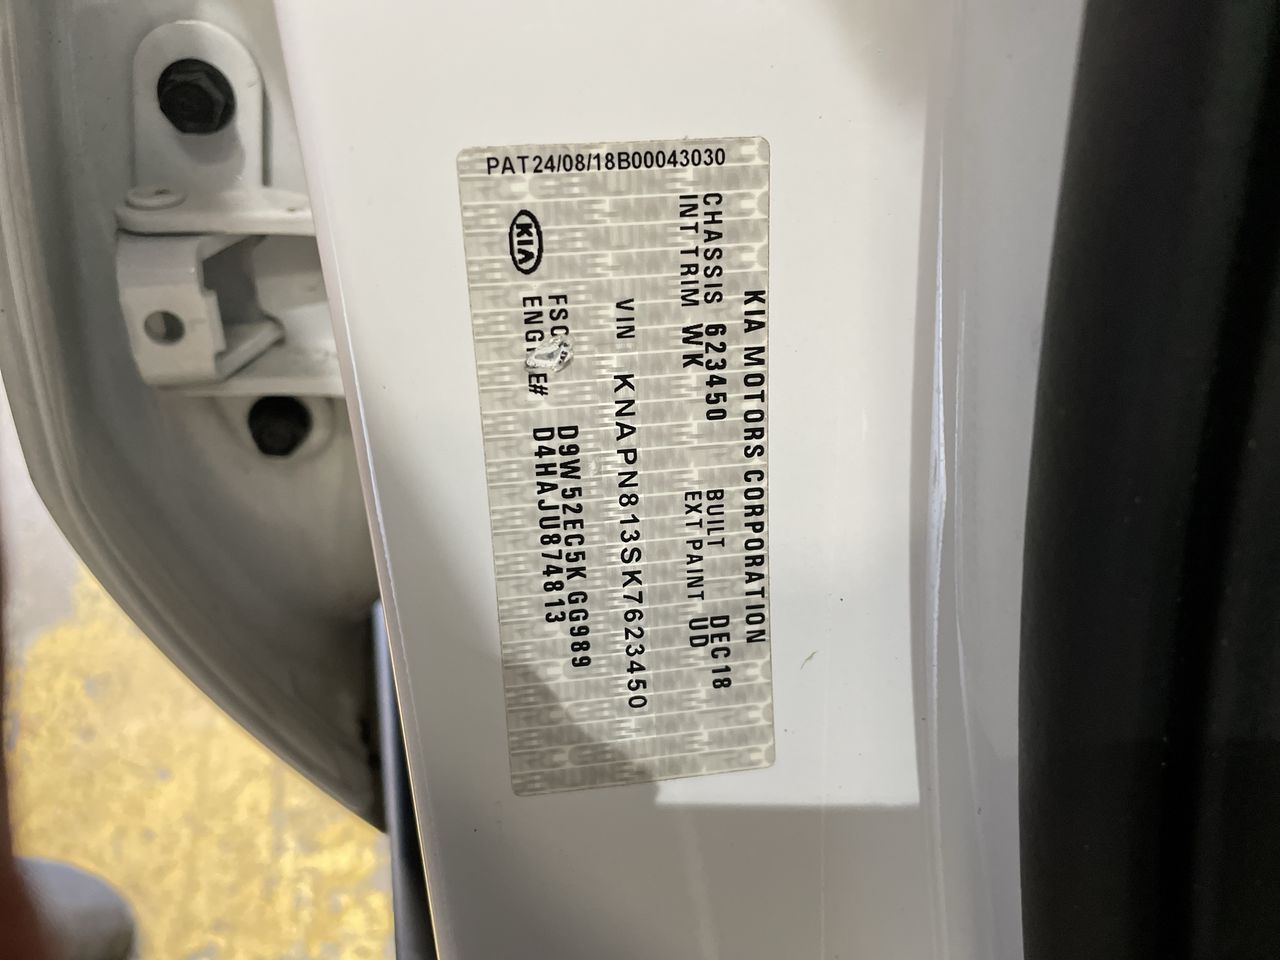 PAT24/08/18B00043030
KIA MOTORS CORPORATION
CHASSIS 623450 BUILT DEC18
INT TRIM WK EXT PAINT UD
VIN KNAPN813SK7623450
KIA
D9W52EC5K GG989
D4HAJU874813